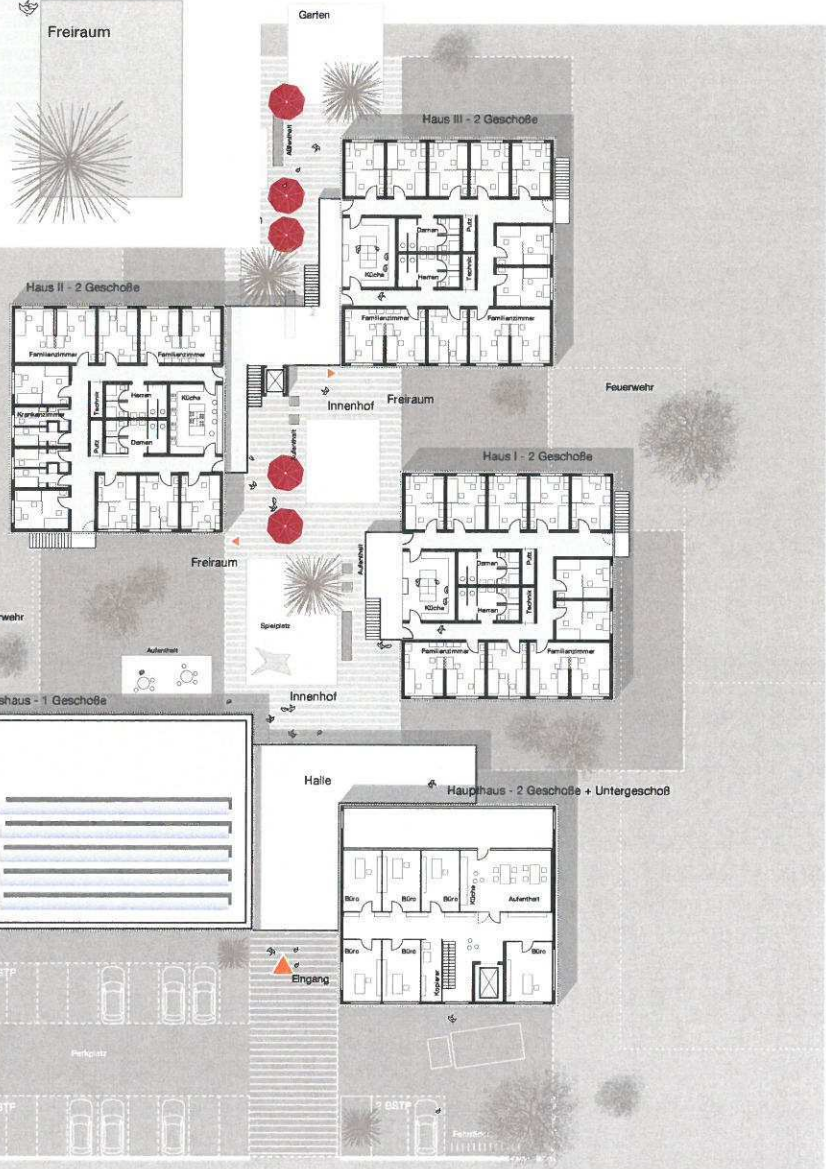 Garten
Freiraum
Haus III - 2 Geschoße
Aufenthalt
Damen
Putz
Küche
Herren
Technik
Haus II - 2 Geschoße
Familienzimmer
Familienzimmer
Familienzimmer
Familienzimmer
Innenhof
Freiraum
Feuerwehr
Krankenzimmer
Technik
Herren
Küche
Putz
Damen
Aufenthalt
Haus I - 2 Geschoße
Freiraum
Aufenthalt
Damen
Putz
Küche
Herren
Technik
Spielplatz
Aufenthalt
Familienzimmer
Familienzimmer
Innenhof
shaus - 1 Geschoße
Halle
Haupthaus - 2 Geschoße + Untergeschoß
Büro
Büro
Büro
Küche
Aufenthalt
Büro
Büro
Kopierer
Büro
Eingang
Parkplatz